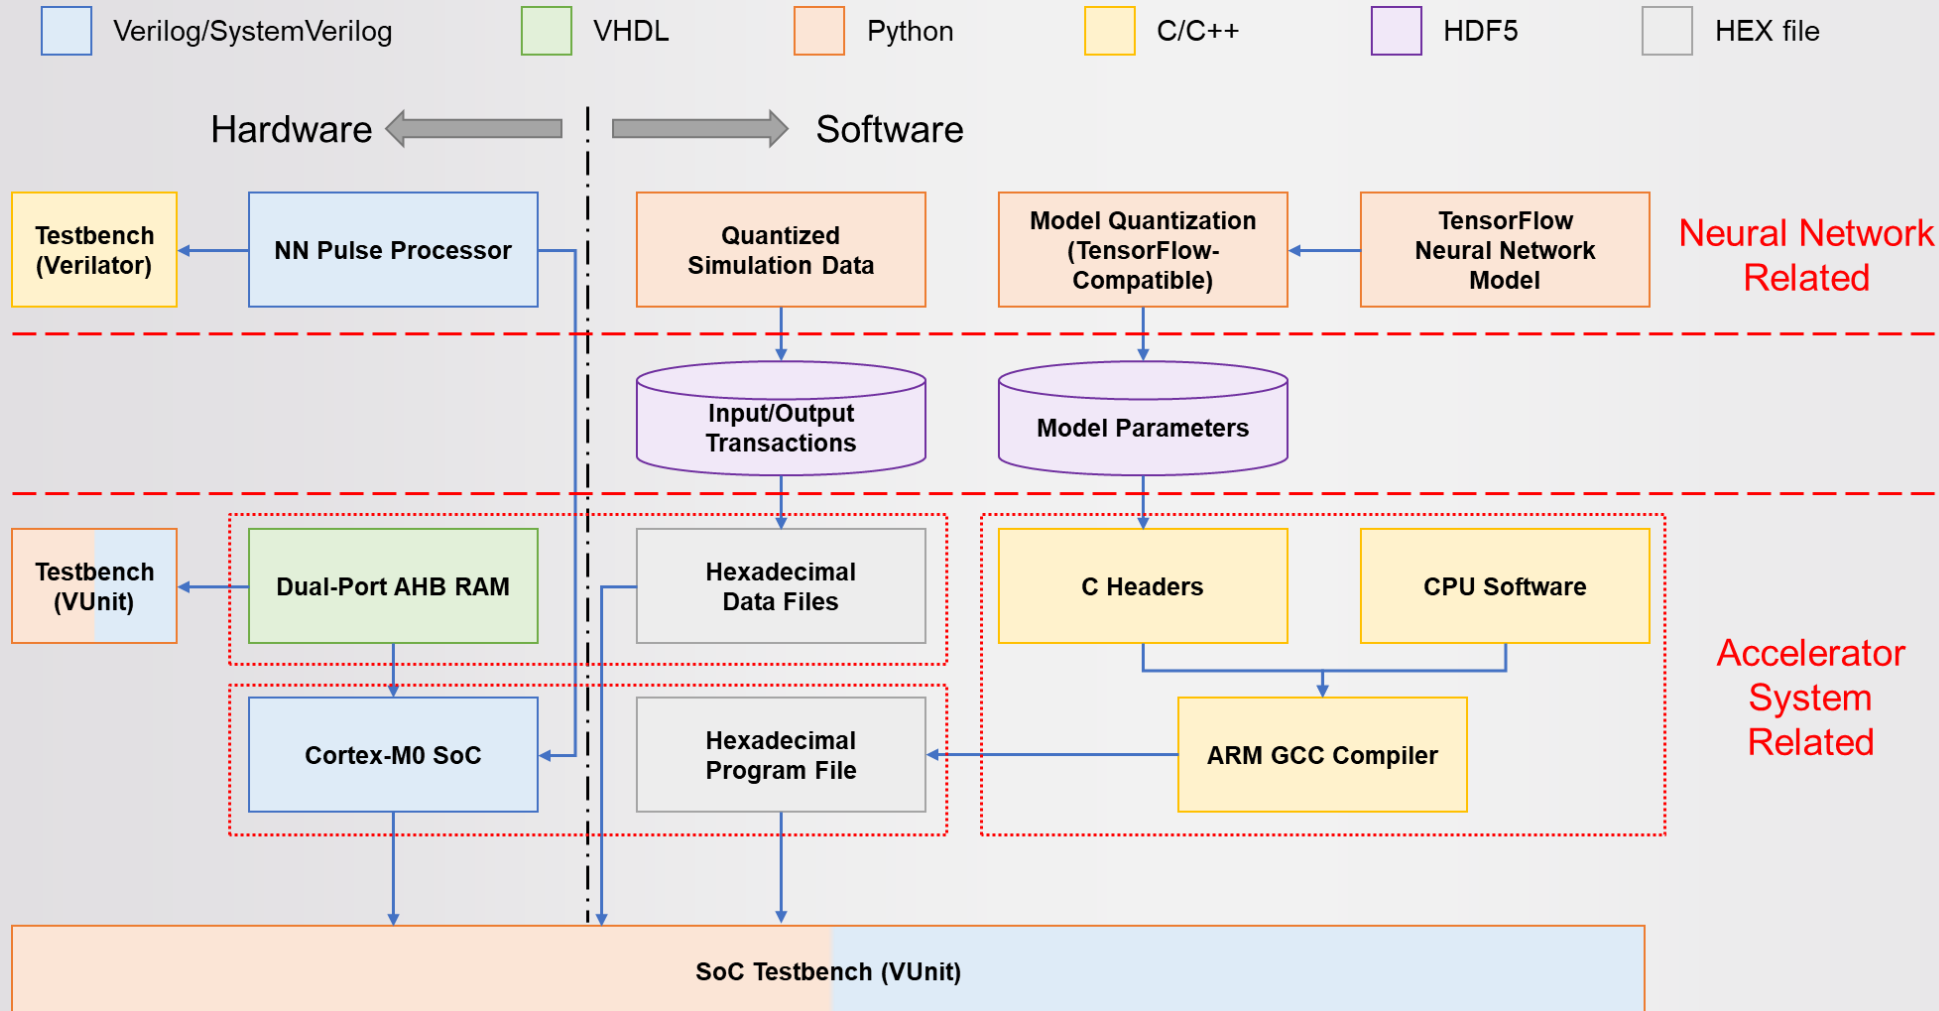 Verilog/SystemVerilog
VHDL
Python
C/C++
HDF5
HEX file
Hardware
Software
Testbench
(Verilator)
NN Pulse Processor
Quantized
Simulation Data
Model Quantization
(TensorFlow-
Compatible)
TensorFlow
Neural Network
Model
Neural Network
Related
Input/Output
Transactions
Model Parameters
Testbench
(VUnit)
Dual-Port AHB RAM
Hexadecimal
Data Files
C Headers
CPU Software
Cortex-M0 SoC
Hexadecimal
Program File
ARM GCC Compiler
Accelerator
System
Related
SoC Testbench (VUnit)